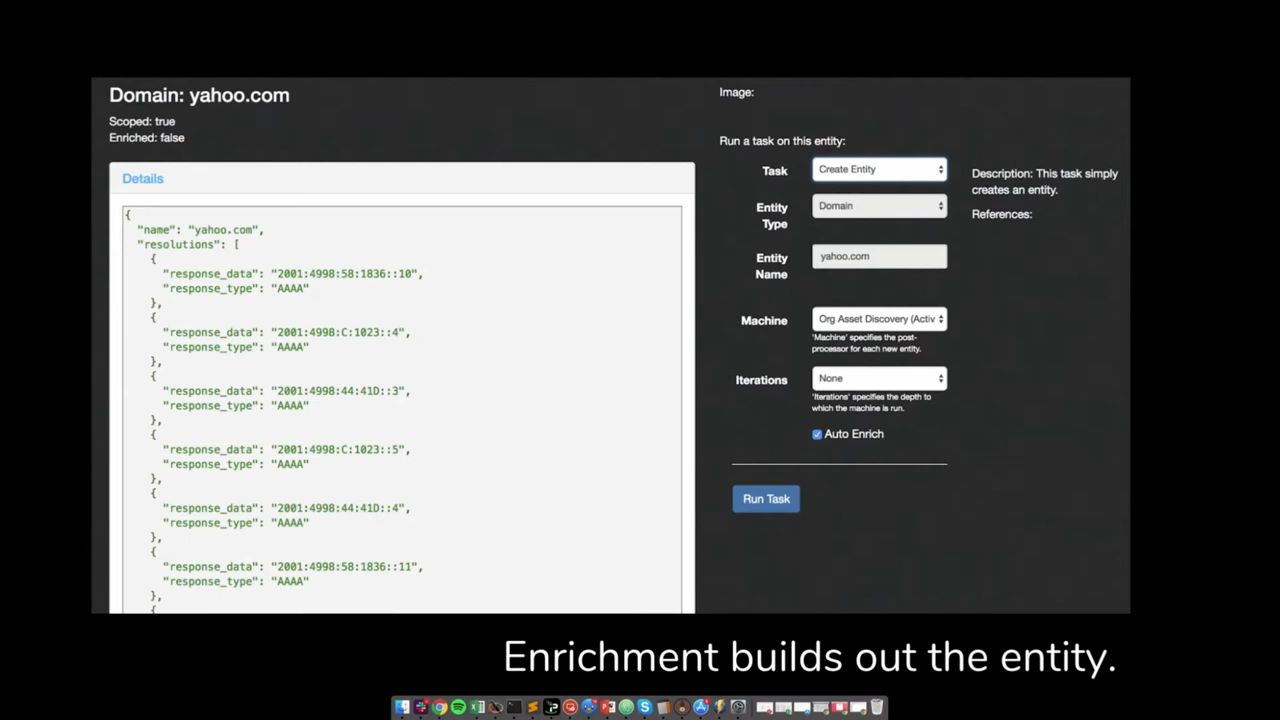 Domain: yahoo.com
Scoped: true
Enriched: false
Details
{
"name": "yahoo.com",
"resolutions": [
{
"response_data": "2001:4998:58:1836::10",
"response_type": "AAAA"
},
{
"response_data": "2001:4998:C:1023::4",
"response_type": "AAAA"
},
{
"response_data": "2001:4998:44:41D::3",
"response_type": "AAAA"
},
{
"response_data": "2001:4998:C:1023::5",
"response_type": "AAAA"
},
{
"response_data": "2001:4998:44:41D::4",
"response_type": "AAAA"
},
{
"response_data": "2001:4998:58:1836::11",
"response_type": "AAAA"
},
{
Image:
Run a task on this entity:
Task
Create Entity
Description: This task simply
creates an entity.
References:
Entity
Type
Domain
Entity
Name
yahoo.com
Machine
Org Asset Discovery (Activ
'Machine' specifies the post-
processor for each new entity.
Iterations
None
'Iterations' specifies the depth to
which the machine is run.
Auto Enrich
Run Task
Enrichment builds out the entity.